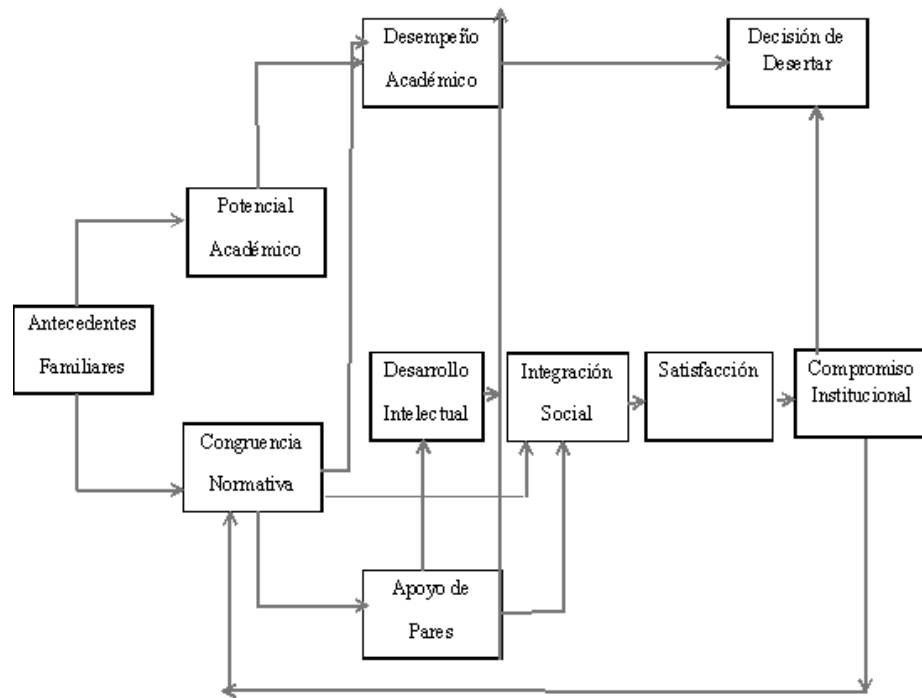 Desempeño
Académico
Decisión de
Desertar
Potencial
Académico
Antecedentes
Familiares
Desarrollo
Intelectual
Integración
Social
Satisfacción
Compromiso
Institucional
Congruencia
Normativa
Apoyo de
Pares